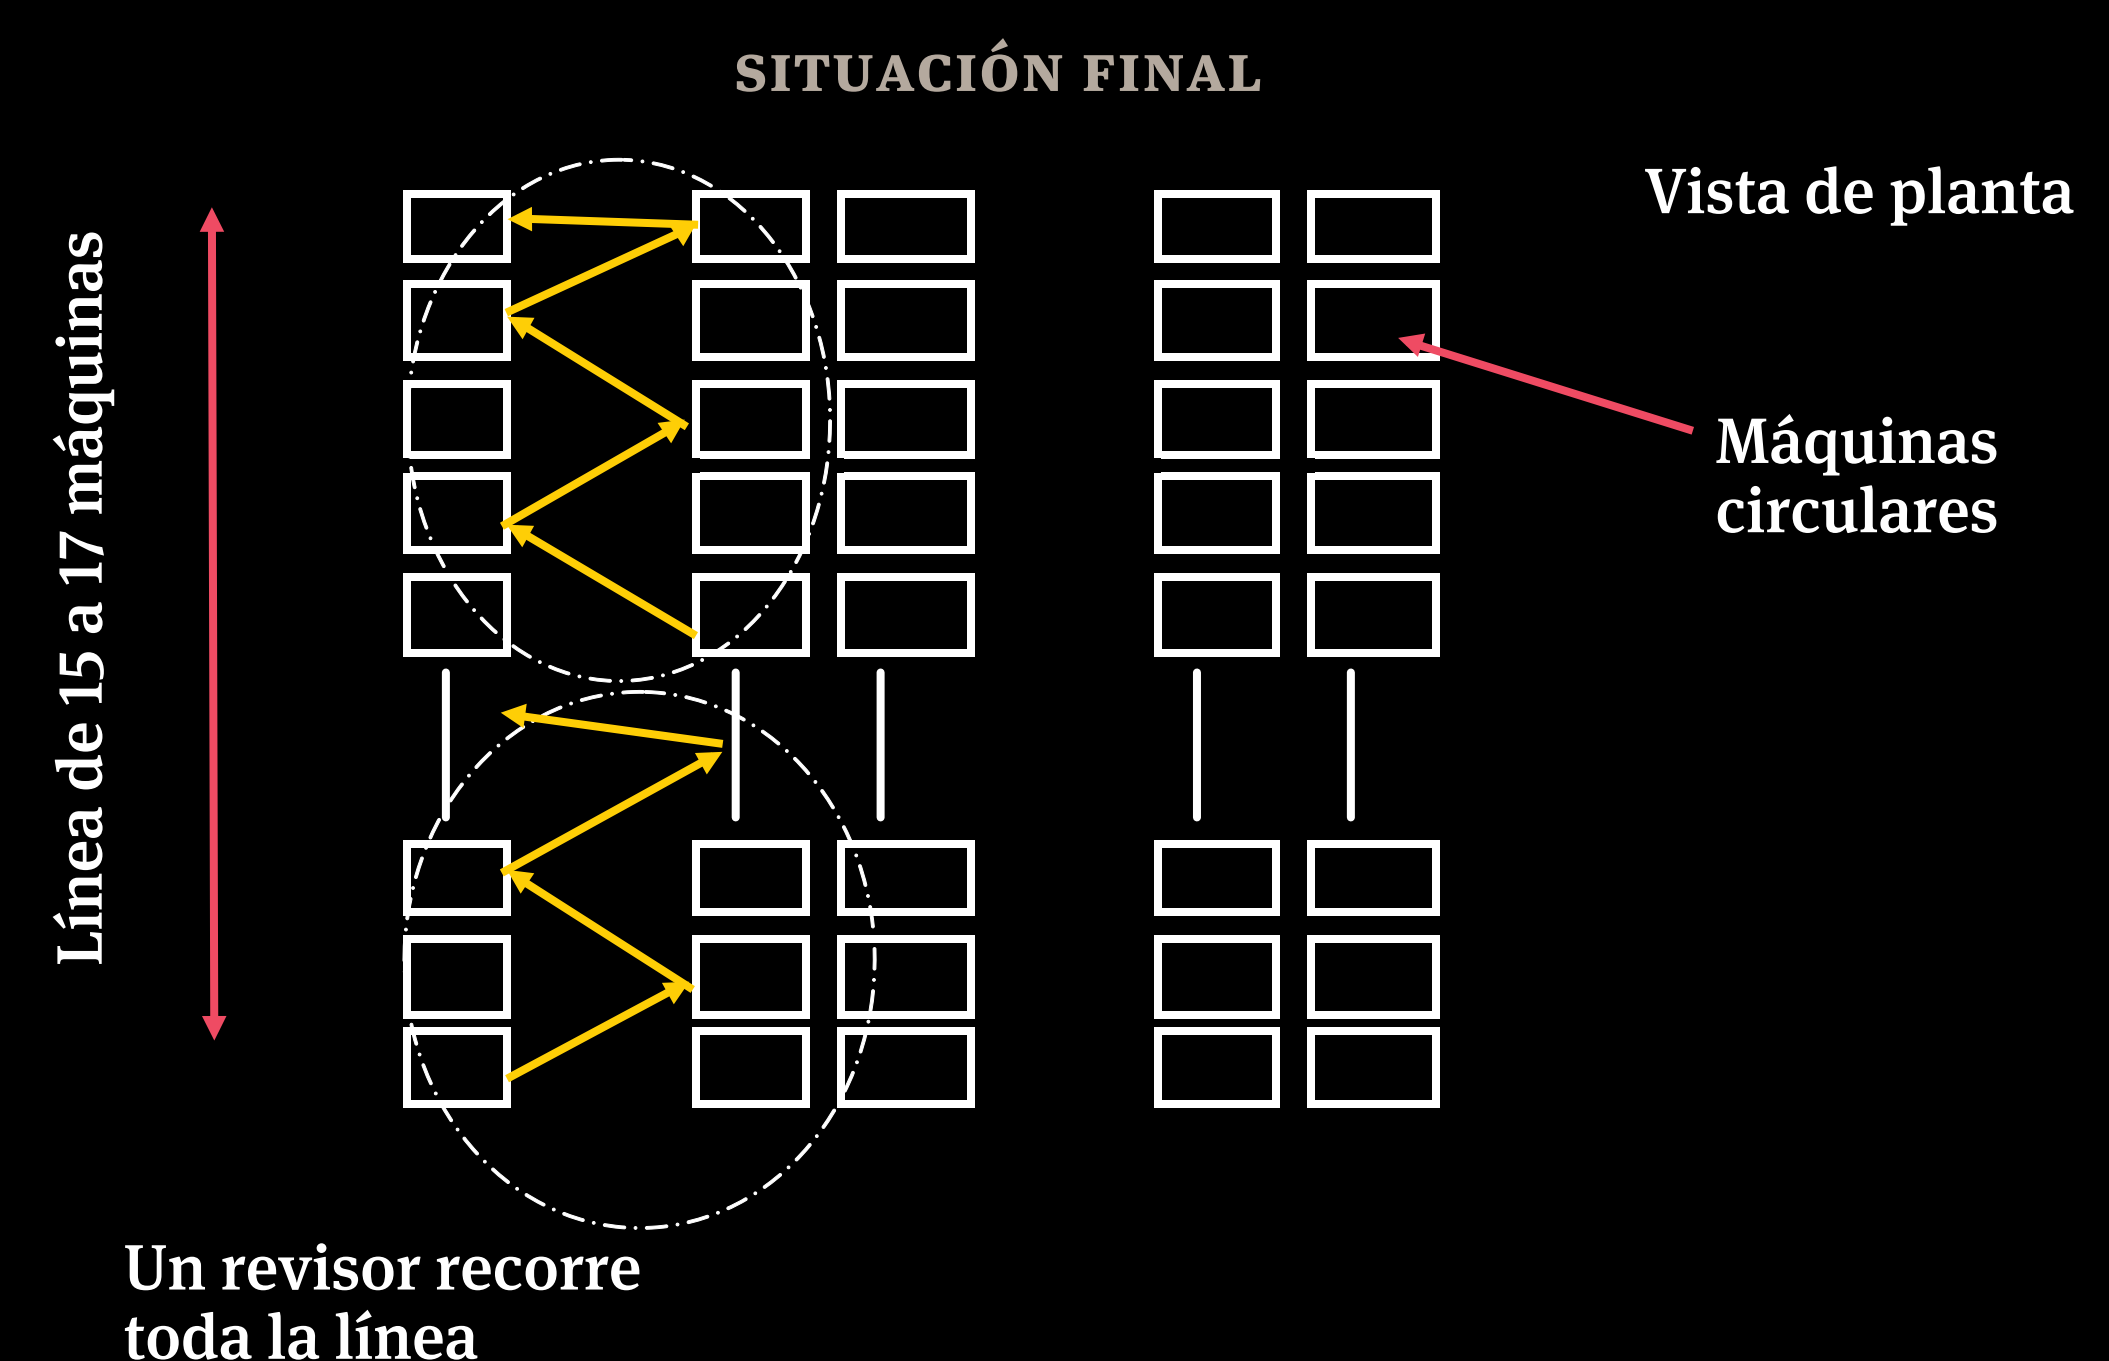 SITUACIÓN FINAL
Vista de planta
Línea de 15 a 17 máquinas
Máquinas
circulares
Un revisor recorre
toda la línea